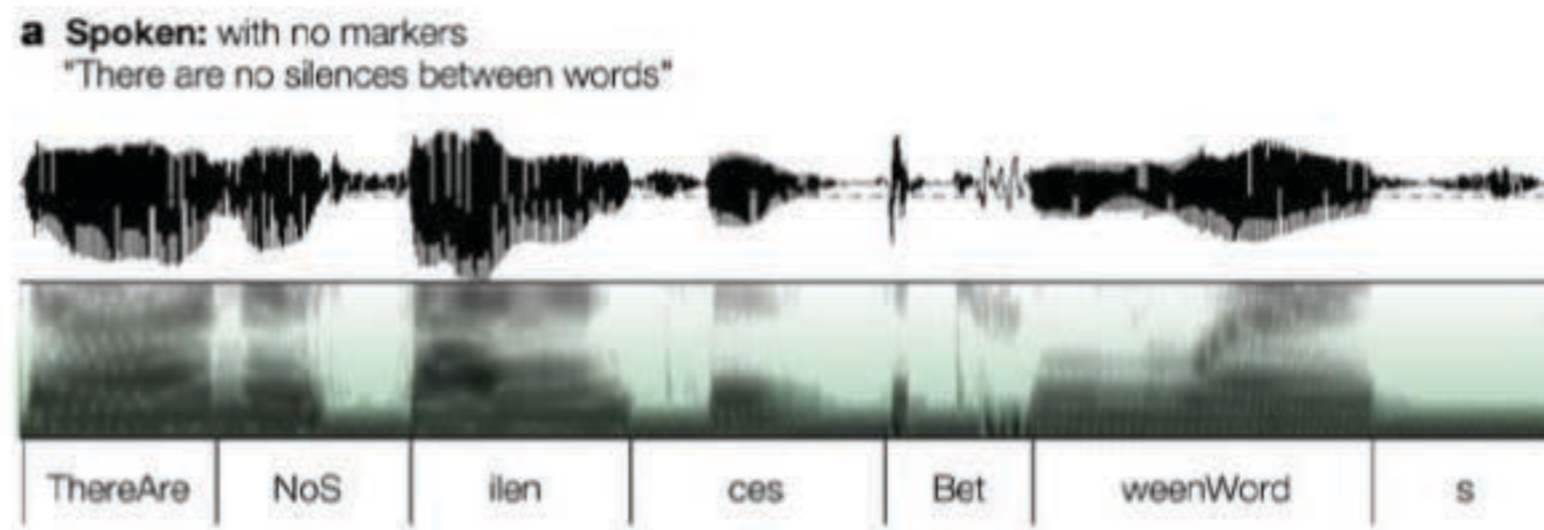 a Spoken: with no markers
"There are no silences between words"
ThereAre NoS ilen ces Bet weenWord s